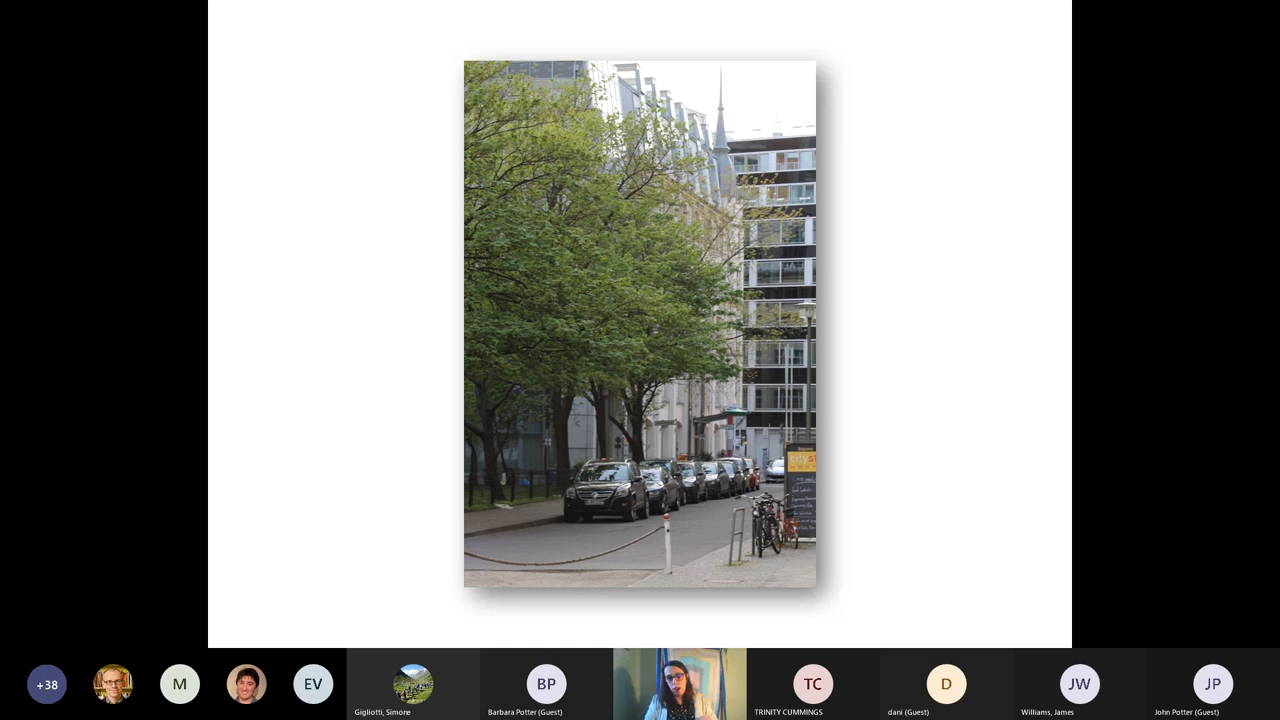 citys
+38
M
EV
Gigliotti, Simone
BP
Barbara Potter (Guest)
TC
TRINITY CUMMINGS
D
dani (Guest)
JW
Williams, James
JP
John Potter (Guest)